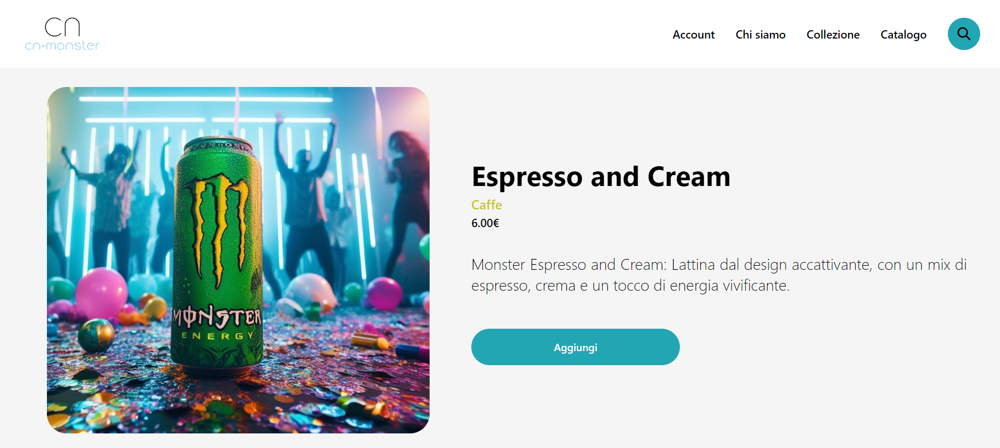 cn
cn-monster
Account
Chi siamo
Collezione
Catalogo
MONSTER
ENERGY
Espresso and Cream
Caffe
6.00€
Monster Espresso and Cream: Lattina dal design accattivante, con un mix di
espresso, crema e un tocco di energia vivificante.
Aggiungi